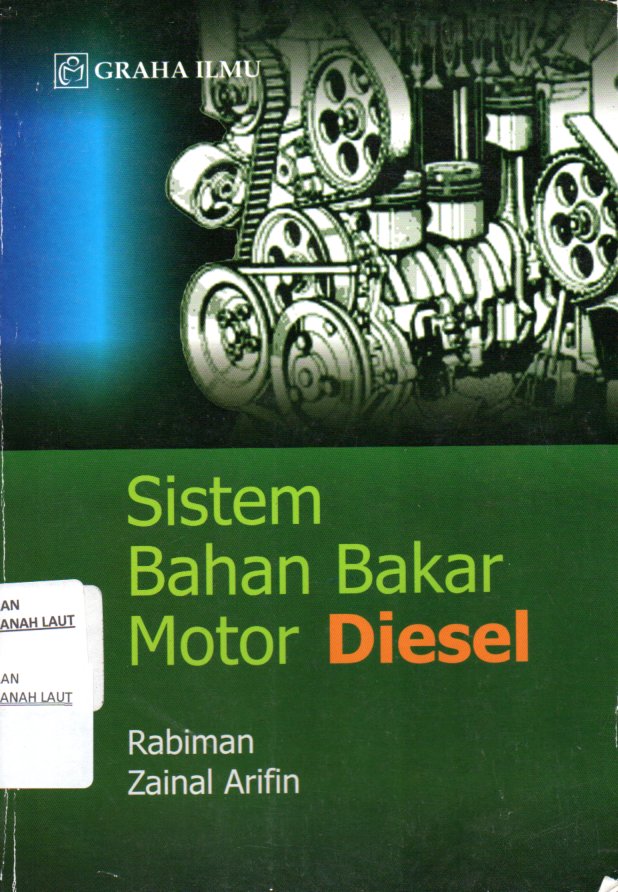 GRAHA ILMU
Sistem
Bahan Bakar
Motor Diesel
AN
ANAH LAUT
AN
ANAH LAUT
Rabiman
Zainal Arifin